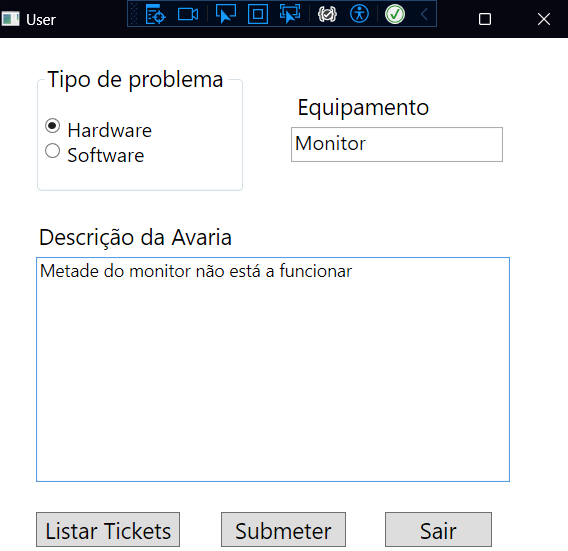 User
Tipo de problema
Hardware
Software
Equipamento
Monitor
Descrição da Avaria
Metade do monitor não está a funcionar
Listar Tickets
Submeter
Sair